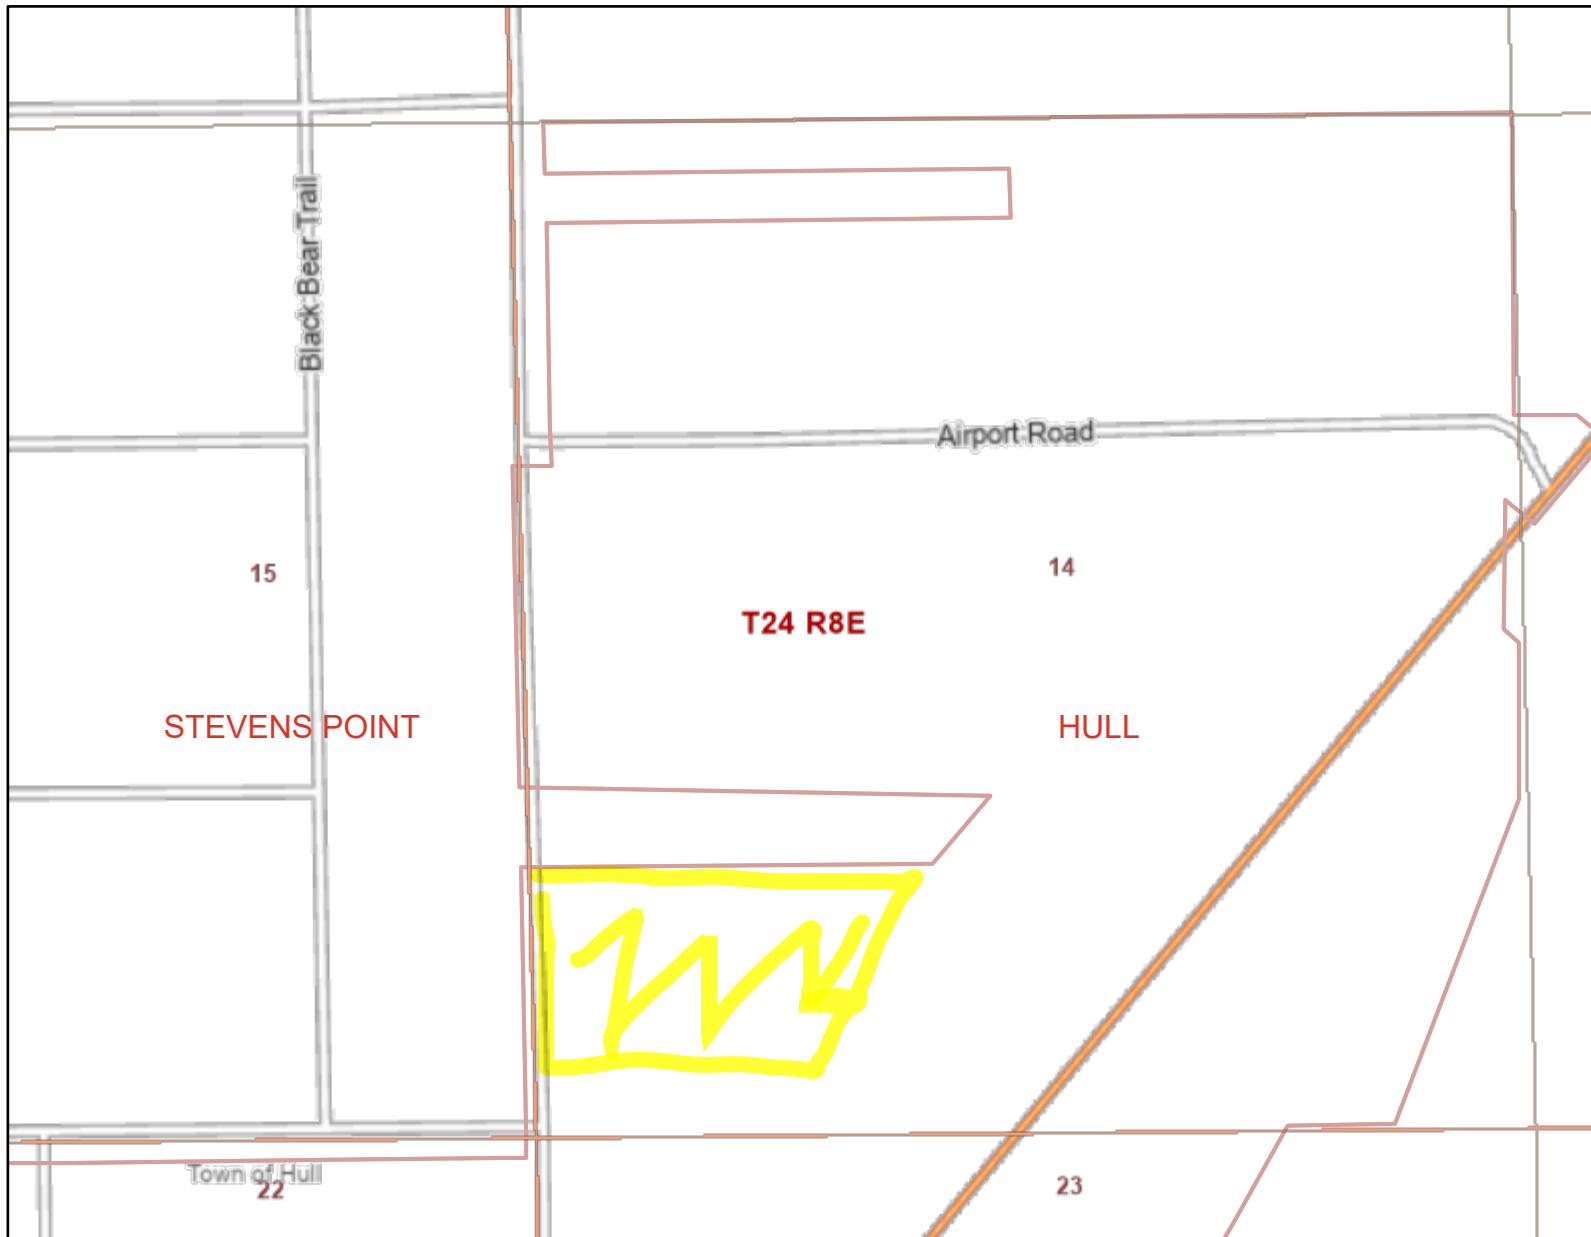 Black Bear Trail
Airport Road
15
14
T24 R8E
STEVENS POINT
HULL
Town of Hull
22
23